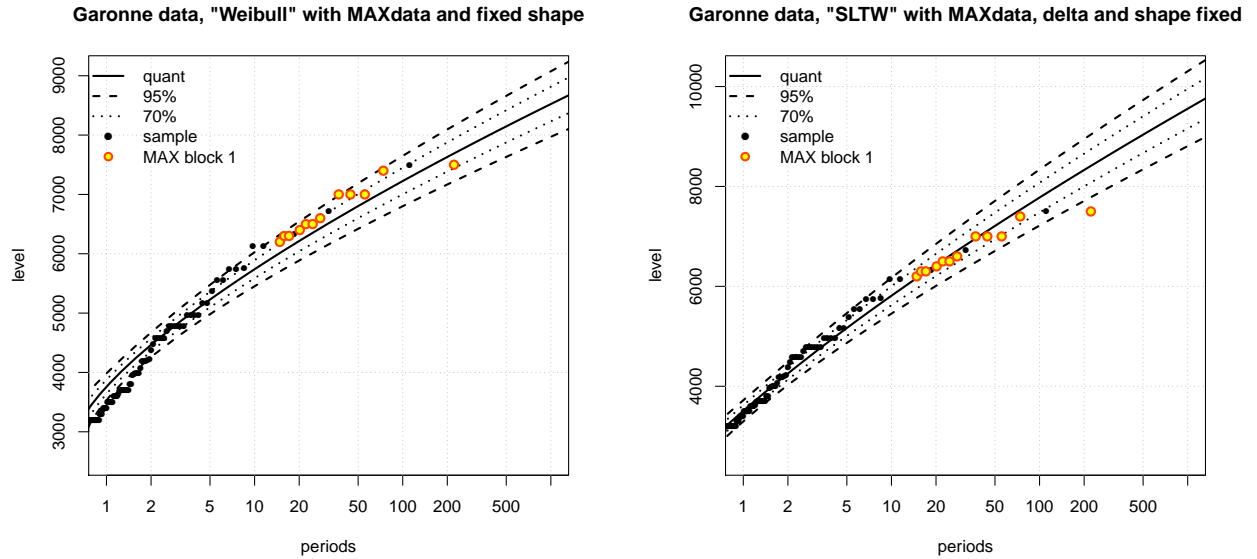 Garonne data, "Weibull" with MAXdata and fixed shape
level
9000
8000
7000
6000
5000
4000
3000
quant
95%
70%
sample
MAX block 1
1 2 5 10 20 50 100 200 500
periods
Garonne data, "SLTW" with MAXdata, delta and shape fixed
level
10000
8000
6000
4000
quant
95%
70%
sample
MAX block 1
1 2 5 10 20 50 100 200 500
periods